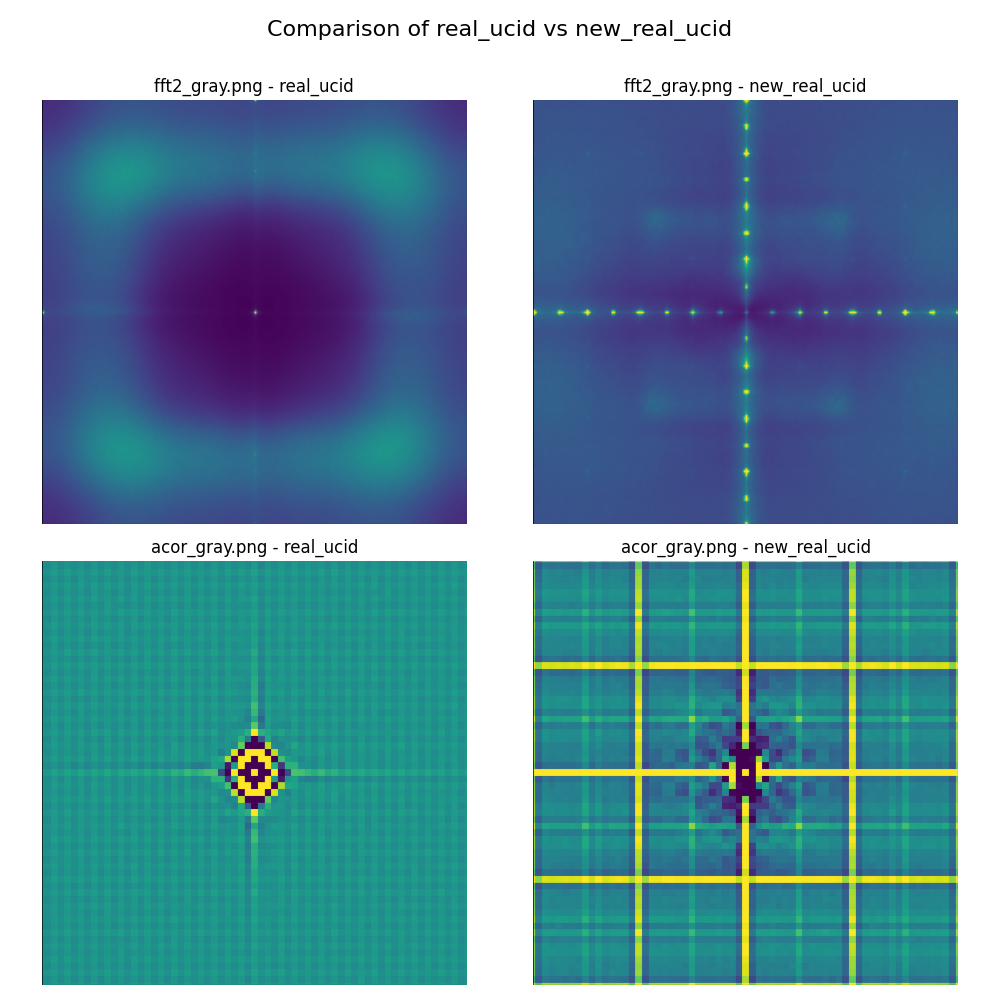 Comparison of real_ucid vs new_real_ucid
fft2_gray.png - real_ucid
fft2_gray.png - new_real_ucid
acor_gray.png - real_ucid
acor_gray.png - new_real_ucid